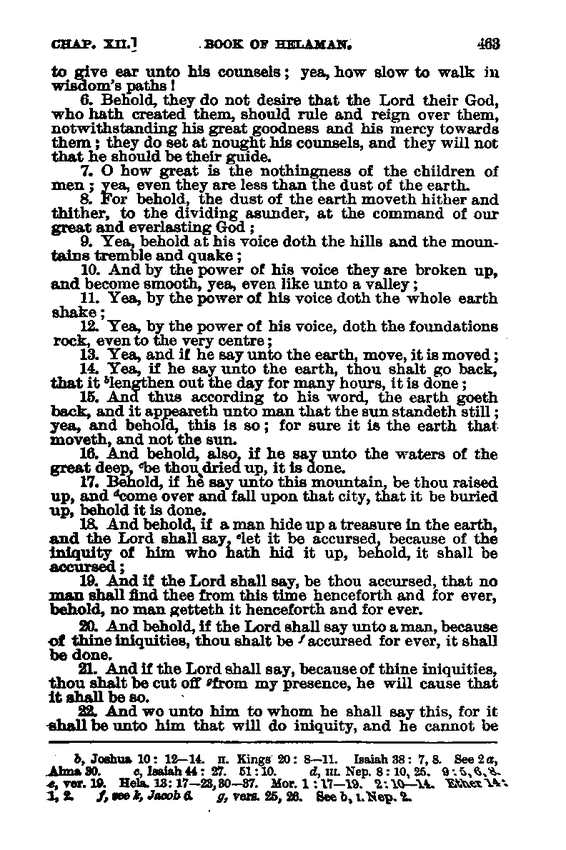 CHAP. XII.] BOOK OF HELAMAN. 463
to give ear unto his counsels; yea, how slow to walk in
wisdom's paths!
6. Behold, they do not desire that the Lord their God,
who hath created them, should rule and reign over them,
notwithstanding his great goodness and his mercy towards
them; they do set at nought his counsels, and they will not
that he should be their guide.
7. O how great is the nothingness of the children of
men; yea, even they are less than the dust of the earth.
8. For behold, the dust of the earth moveth hither and
thither, to the dividing asunder, at the command of our
great and everlasting God;
9. Yea, behold at his voice doth the hills and the moun-
tains tremble and quake;
10. And by the power of his voice they are broken up,
and become smooth, yea, even like unto a valley;
11. Yea, by the power of his voice doth the whole earth
shake;
12. Yea, by the power of his voice, doth the foundations
rock, even to the very centre;
13. Yea, and if he say unto the earth, move, it is moved;
14. Yea, if he say unto the earth, thou shalt go back,
that it blengthen out the day for many hours, it is done;
15. And thus according to his word, the earth goeth
back, and it appeareth unto man that the sun standeth still;
yea, and behold, this is so; for sure it is the earth that
moveth, and not the sun.
16. And behold, also, if he say unto the waters of the
great deep, cbe thou dried up, it is done.
17. Behold, if he say unto this mountain, be thou raised
up, and dcome over and fall upon that city, that it be buried
up, behold it is done.
18. And behold, if a man hide up a treasure in the earth,
and the Lord shall say, elet it be accursed, because of the
iniquity of him who hath hid it up, behold, it shall be
accursed;
19. And if the Lord shall say, be thou accursed, that no
man shall find thee from this time henceforth and for ever,
behold, no man getteth it henceforth and for ever.
20. And behold, if the Lord shall say unto a man, because
of thine iniquities, thou shalt be faccursed for ever, it shall
be done.
21. And if the Lord shall say, because of thine iniquities,
thou shalt be cut off gfrom my presence, he will cause that
it shall be so.
22. And wo unto him to whom he shall say this, for it
shall be unto him that will do iniquity, and he cannot be
b, Joshua 10: 12—14. II. Kings 20: 8—11. Isaiah 38: 7, 8. See 2a,
Alma 30. c, Isaiah 44: 27. 51: 10. d, III. Nep. 8: 10, 25. 9: 5, 6, 8.
e, ver. 19. Hela. 13: 17—23, 30—37. Mor. 1: 17—19. 2: 10—14. Ether 14:
1, 2. f, see k, Jacob 6. g, vers. 25, 26. See b, I. Nep. 2.